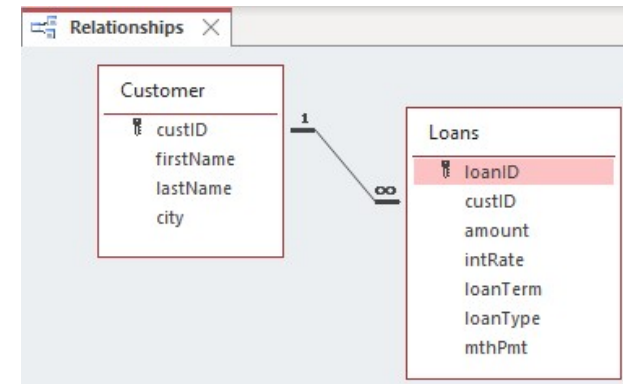 Relationships
Customer
custID
firstName
lastName
city
1
∞
Loans
loanID
custID
amount
intRate
loanTerm
loanType
mthPmt